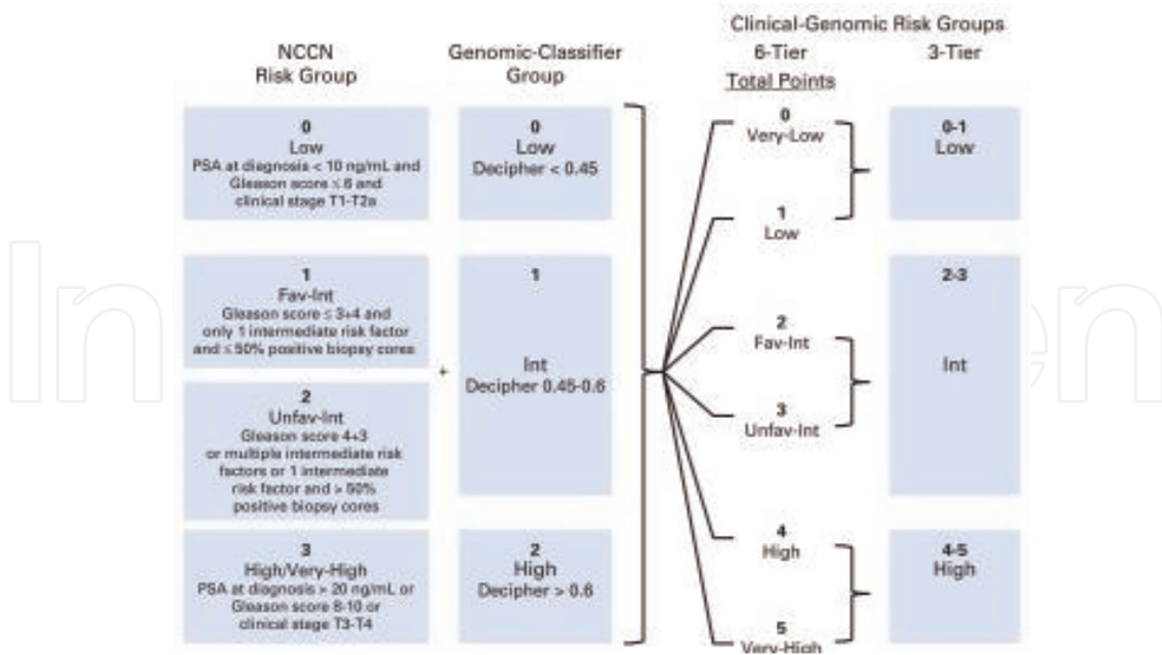 Clinical-Genomic Risk Groups
NCCN
Risk Group
Genomic-Classifier
Group
6-Tier
3-Tier
Total Points
0
Low
PSA at diagnosis < 10 ng/mL and
Gleason score ≤ 6 and
clinical stage T1-T2a
1
Fav-Int
Gleason score ≤ 3+4 and
only 1 intermediate risk factor
and ≤ 50% positive biopsy cores
2
Unfav-Int
Gleason score 4+3
or multiple intermediate risk
factors or 1 intermediate
risk factor and > 50%
positive biopsy cores
3
High/Very-High
PSA at diagnosis > 20 ng/mL or
Gleason score 8-10 or
clinical stage T3-T4
+
0
Low
Decipher < 0.45
1
Int
Decipher 0.45-0.6
2
High
Decipher > 0.6
0
Very-Low
1
Low
2
Fav-Int
3
Unfav-Int
4
High
5
Very-High
0-1
Low
2-3
Int
4-5
High